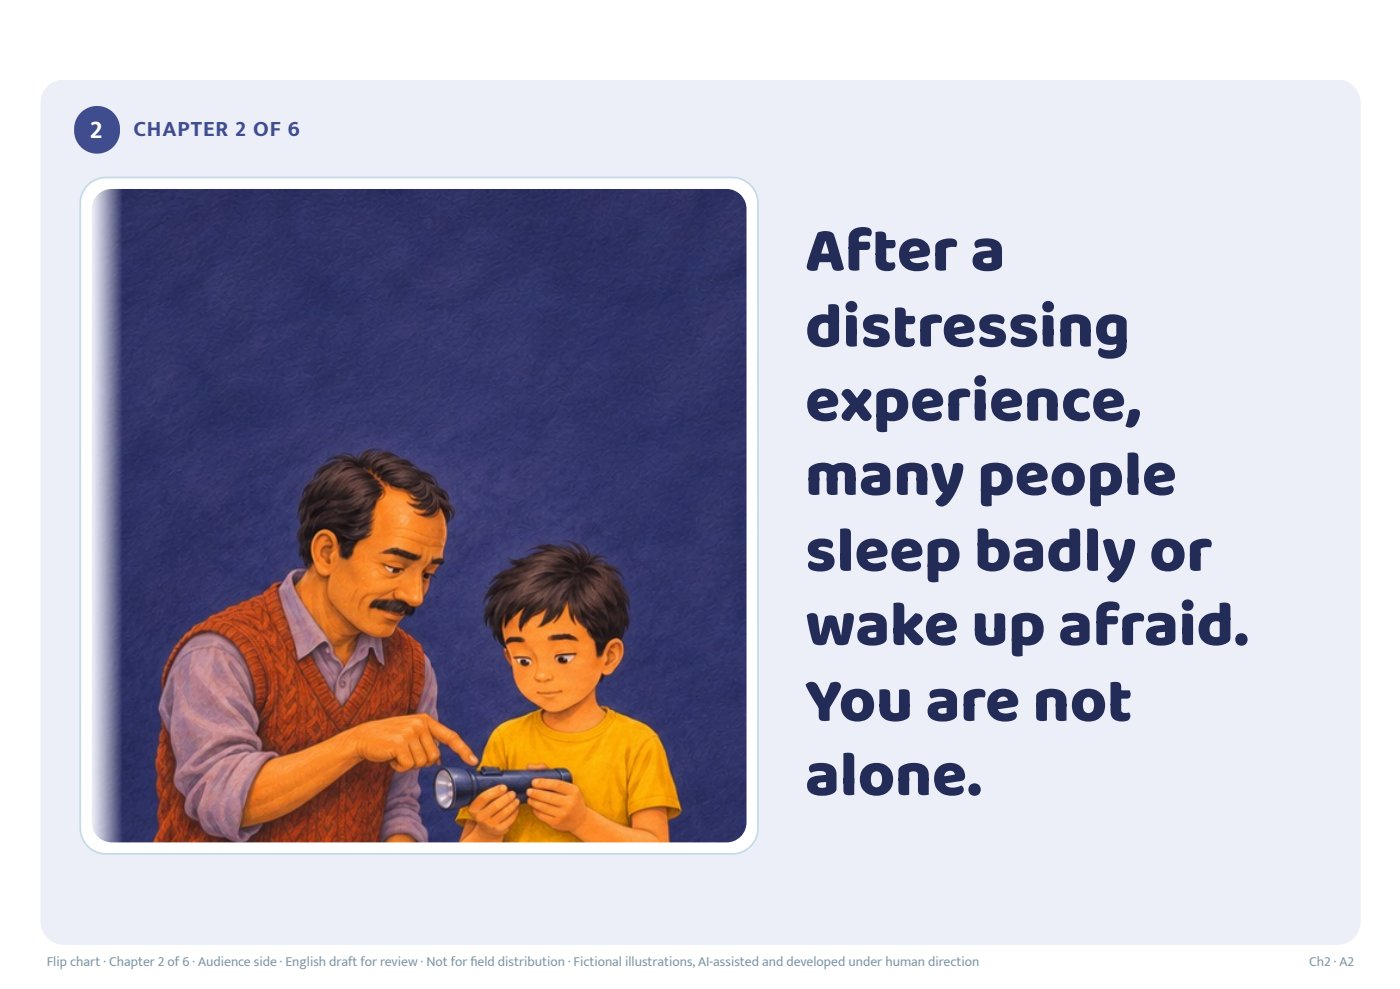 2 CHAPTER 2 OF 6
After a
distressing
experience,
many people
sleep badly or
wake up afraid.
You are not
alone.
Flip chart · Chapter 2 of 6 · Audience side · English draft for review · Not for field distribution · Fictional illustrations, AI-assisted and developed under human direction
Ch2 · A2